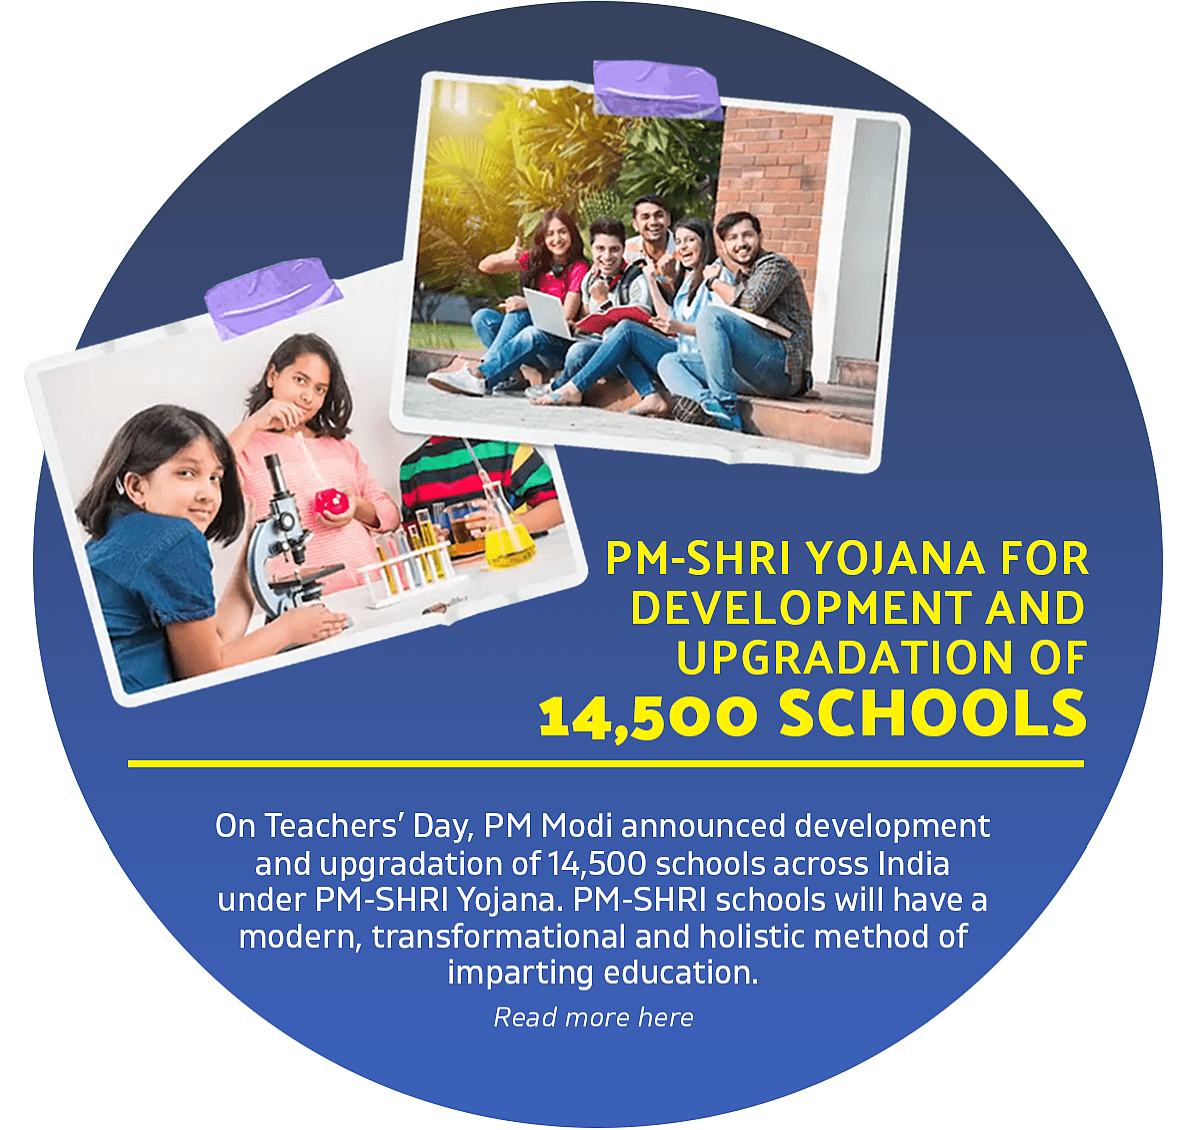 PM-SHRI YOJANA FOR
DEVELOPMENT AND
UPGRADATION OF
14,500 SCHOOLS
On Teachers’ Day, PM Modi announced development
and upgradation of 14,500 schools across India
under PM-SHRI Yojana. PM-SHRI schools will have a
modern, transformational and holistic method of
imparting education.
Read more here